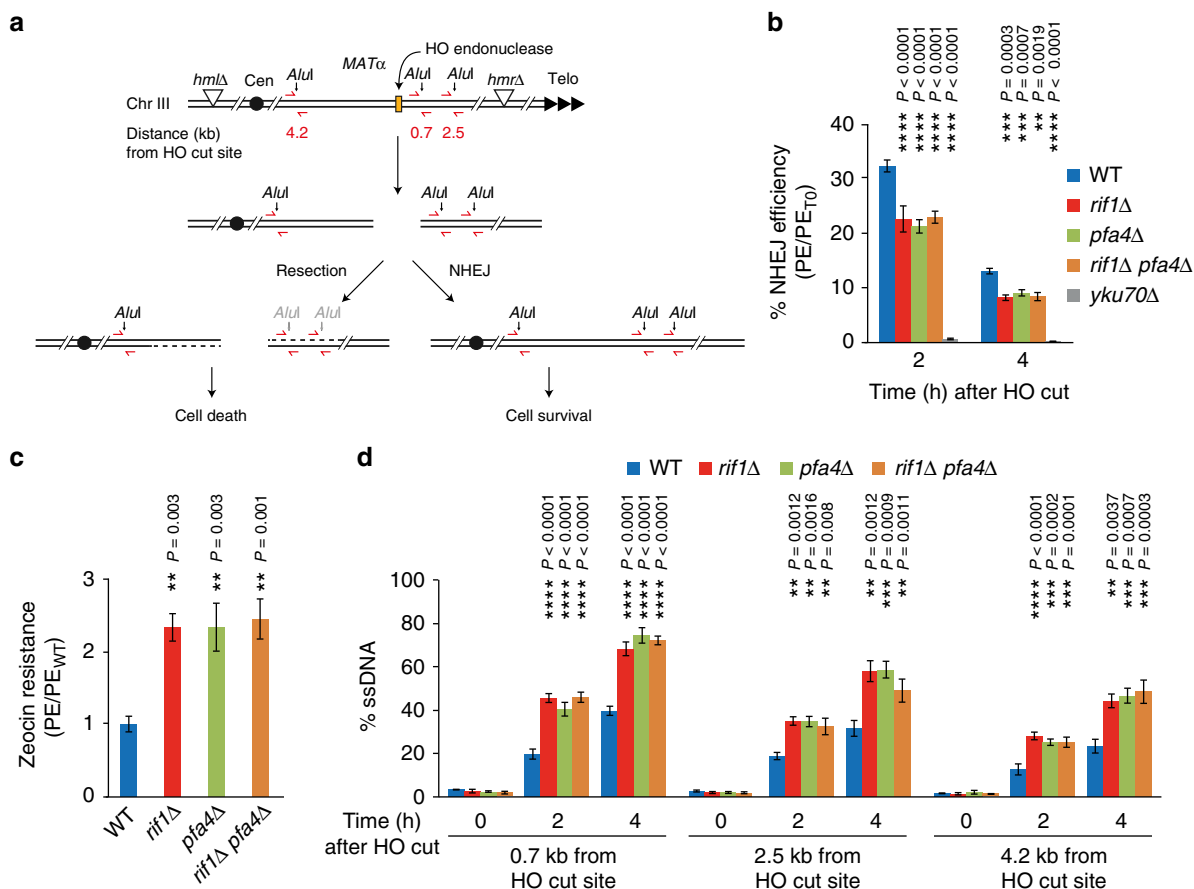 a
HO endonuclease
MATα
hmlΔ
Cen
AluI
AluI
AluI
hmrΔ
Telo
Chr III
Distance (kb)
from HO cut site
4.2
0.7
2.5
AluI
AluI
AluI
Resection
NHEJ
AluI
AluI
AluI
AluI
AluI
AluI
Cell death
Cell survival
b
**** P < 0.0001
**** P < 0.0001
**** P < 0.0001
**** P < 0.0001
*** P = 0.0003
*** P = 0.0007
** P = 0.0019
**** P < 0.0001
% NHEJ efficiency
(PE/PET0)
40
30
20
10
0
2
4
Time (h) after HO cut
WT
rif1Δ
pfa4Δ
rif1Δ pfa4Δ
yku70Δ
c
** P = 0.003
** P = 0.003
** P = 0.001
Zeocin resistance
(PE/PEWT)
3
2
1
0
WT
rif1Δ
pfa4Δ
rif1Δ pfa4Δ
d
WT
rif1Δ
pfa4Δ
rif1Δ pfa4Δ
**** P < 0.0001
**** P < 0.0001
**** P < 0.0001
**** P < 0.0001
**** P < 0.0001
**** P < 0.0001
** P = 0.0012
** P = 0.0016
** P = 0.008
** P = 0.0012
*** P = 0.0009
** P = 0.0011
**** P < 0.0001
*** P = 0.0002
*** P = 0.0001
** P = 0.0037
*** P = 0.0007
*** P = 0.0003
% ssDNA
100
80
60
40
20
0
Time (h)
after HO cut
0
2
4
0
2
4
0
2
4
0.7 kb from
HO cut site
2.5 kb from
HO cut site
4.2 kb from
HO cut site